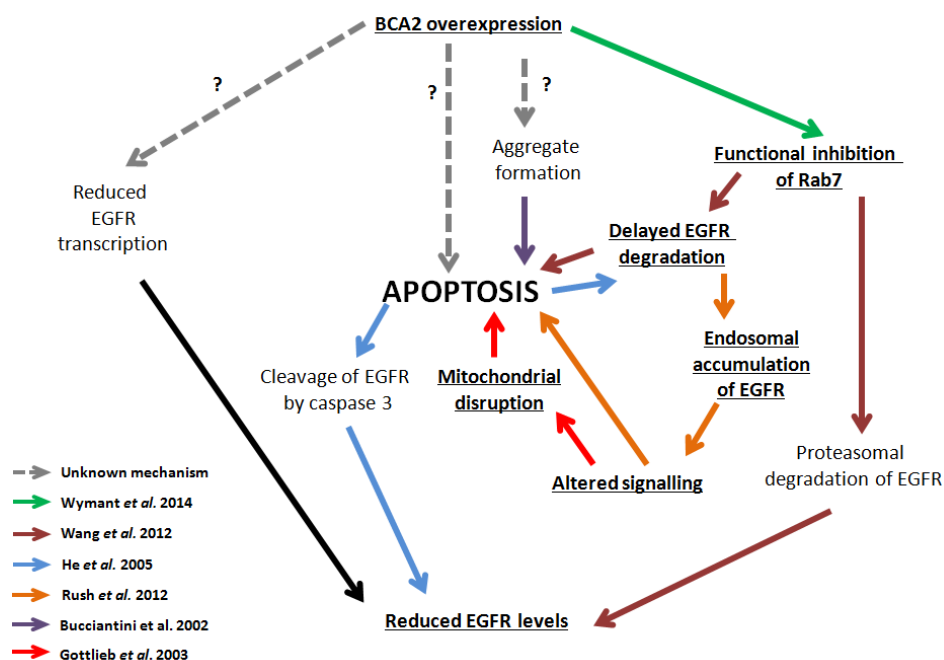 BCA2 overexpression
?
?
?
Aggregate
formation
Functional inhibition
of Rab7
Reduced
EGFR
transcription
Delayed EGFR
degradation
APOPTOSIS
Endosomal
accumulation
of EGFR
Cleavage of EGFR
by caspase 3
Mitochondrial
disruption
Proteasomal
degradation of EGFR
Altered signalling
Unknown mechanism
Wymant et al. 2014
Wang et al. 2012
He et al. 2005
Rush et al. 2012
Bucciantini et al. 2002
Gottlieb et al. 2003
Reduced EGFR levels